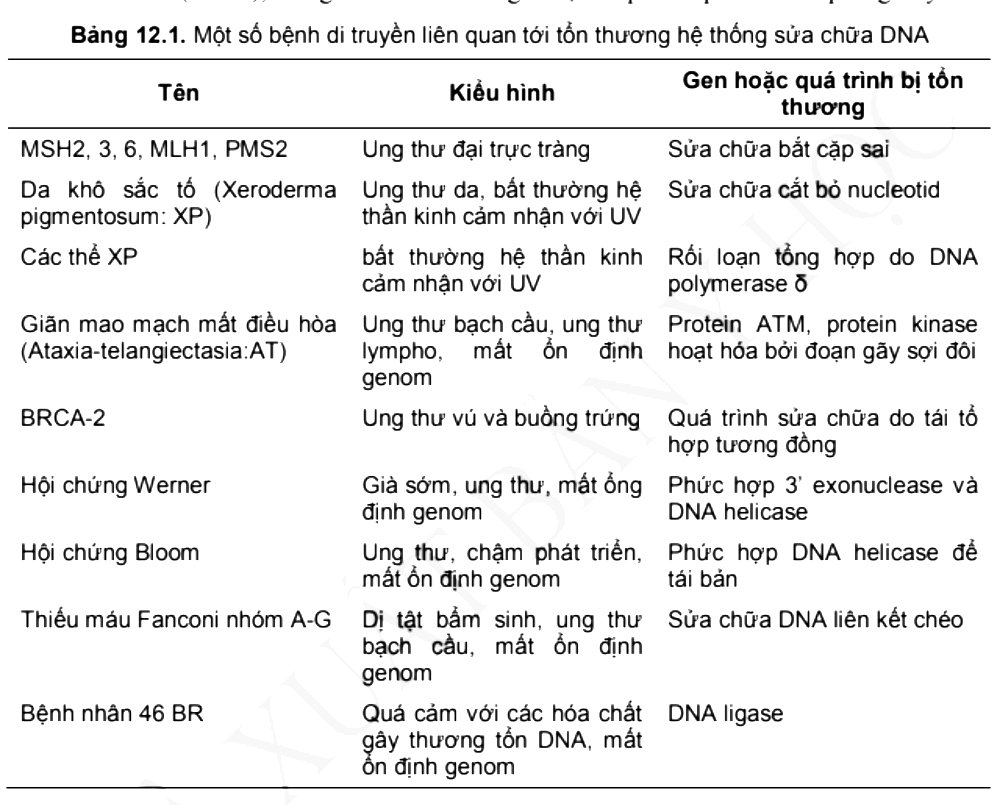 Bảng 12.1. Một số bệnh di truyền liên quan tới tổn thương hệ thống sửa chữa DNA
Tên Kiểu hình Gen hoặc quá trình bị tổn
thương
MSH2, 3, 6, MLH1, PMS2 Ung thư đại trực tràng Sửa chữa bắt cặp sai
Da khô sắc tố (Xeroderma Ung thư da, bất thường hệ Sửa chữa cắt bỏ nucleotid
pigmentosum: XP) thần kinh cảm nhận với UV
Các thể XP bất thường hệ thần kinh Rối loạn tổng hợp do DNA
cảm nhận với UV polymerase δ
Giãn mao mạch mất điều hòa Ung thư bạch cầu, ung thư Protein ATM, protein kinase
(Ataxia-telangiectasia:AT) lympho, mất ổn định hoạt hóa bởi đoạn gãy sợi đôi
genom
BRCA-2 Ung thư vú và buồng trứng Quá trình sửa chữa do tái tổ
hợp tương đồng
Hội chứng Werner Già sớm, ung thư, mất ổng Phức hợp 3’ exonuclease và
định genom DNA helicase
Hội chứng Bloom Ung thư, chậm phát triển, Phức hợp DNA helicase để
mất ổn định genom tái bản
Thiếu máu Fanconi nhóm A-G Dị tật bẩm sinh, ung thư Sửa chữa DNA liên kết chéo
bạch cầu, mất ổn định
genom
Bệnh nhân 46 BR Quá cảm với các hóa chất DNA ligase
gây thương tổn DNA, mất
ổn định genom